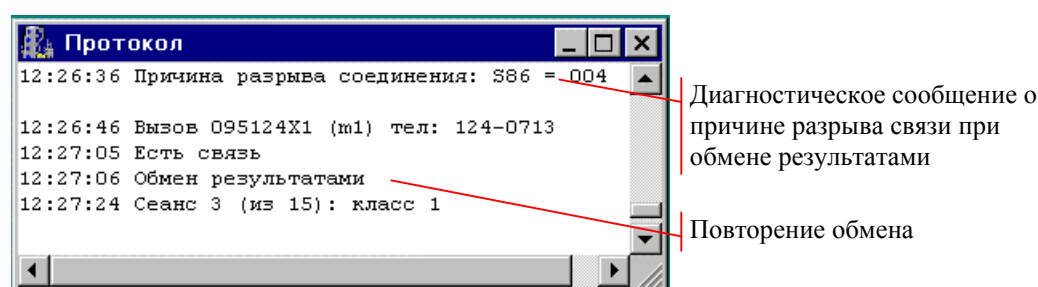 Протокол
12:26:36 Причина разрыва соединения: S86 = 004
12:26:46 Вызов 095124X1 (m1) тел: 124-0713
12:27:05 Есть связь
12:27:06 Обмен результатами
12:27:24 Сеанс 3 (из 15): класс 1
Диагностическое сообщение о
причине разрыва связи при
обмене результатами
Повторение обмена